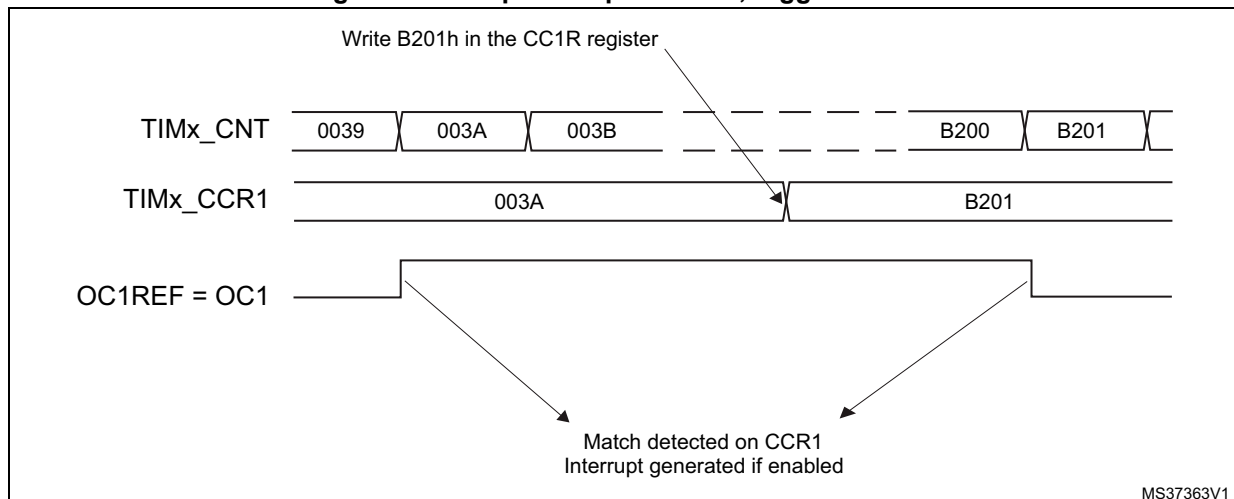 Write B201h in the CC1R register
TIMx_CNT 0039 003A 003B B200 B201
TIMx_CCR1 003A B201
OC1REF = OC1
Match detected on CCR1
Interrupt generated if enabled
MS37363V1